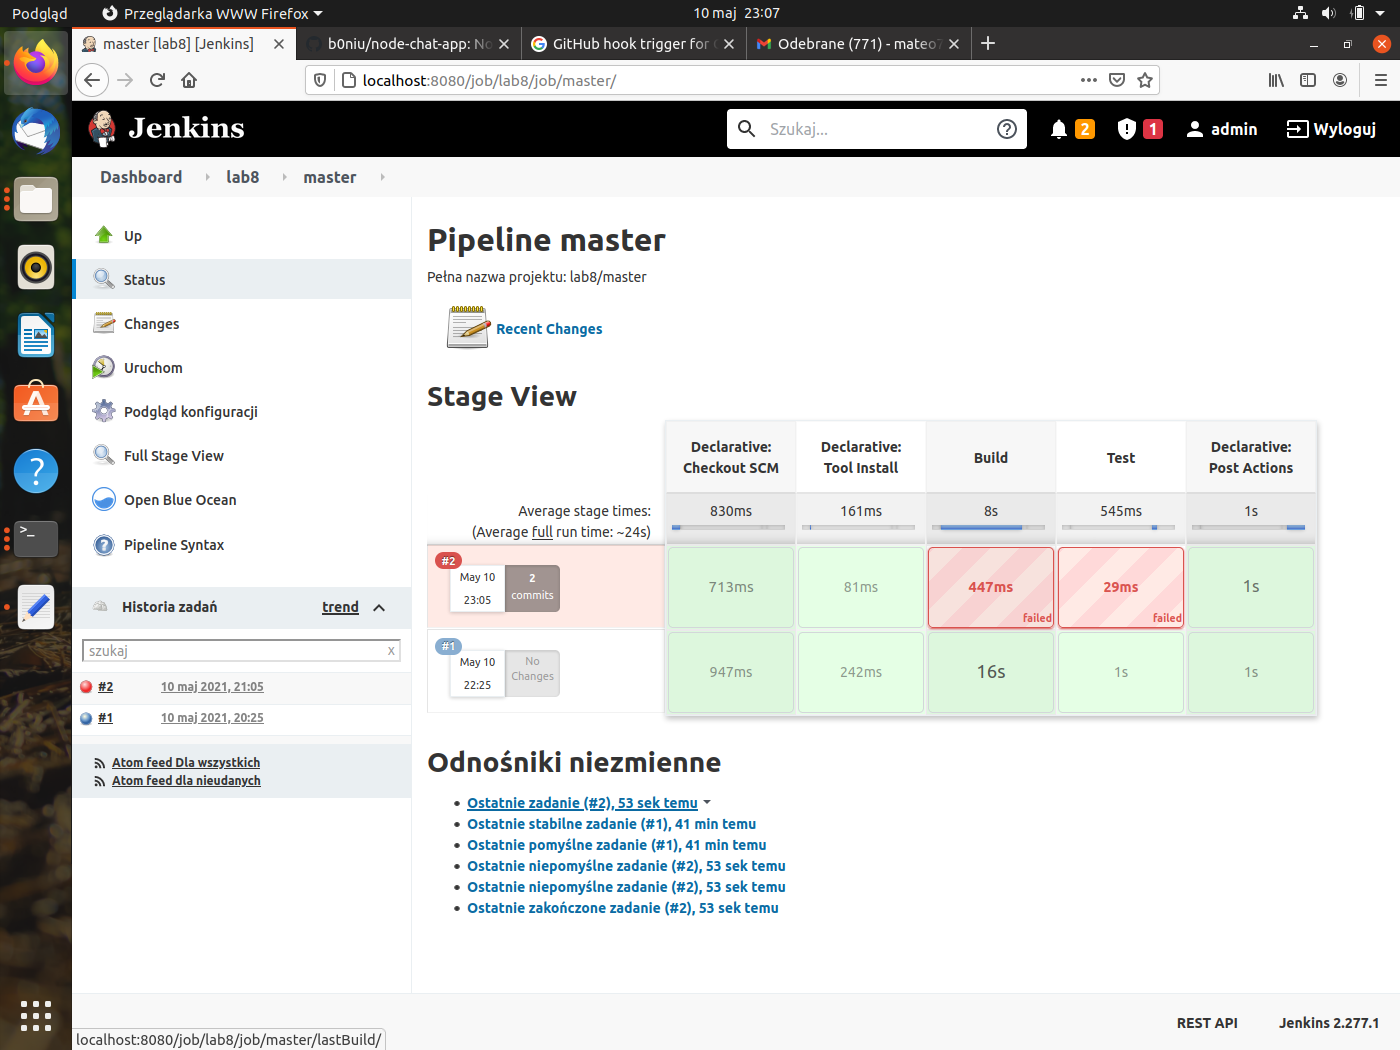 Podgląd
Przeglądarka WWW Firefox
10 maj 23:07
master [lab8] [Jenkins]
b0niu/node-chat-app: No
GitHub hook trigger for
Odebrane (771) - mateo
localhost:8080/job/lab8/job/master/
Jenkins
Szukaj...
2
1
admin
Wyloguj
Dashboard
lab8
master
Up
Status
Changes
Uruchom
Podgląd konfiguracji
Full Stage View
Open Blue Ocean
Pipeline Syntax
Historia zadań
trend
szukaj
x
#2 10 maj 2021, 21:05
#1 10 maj 2021, 20:25
Atom feed Dla wszystkich
Atom feed dla nieudanych
Pipeline master
Pełna nazwa projektu: lab8/master
Recent Changes
Stage View
Declarative: Checkout SCM
Declarative: Tool Install
Build
Test
Declarative: Post Actions
Average stage times:
(Average full run time: ~24s)
830ms
161ms
8s
545ms
1s
#2
May 10
23:05
2
commits
713ms
81ms
447ms
failed
29ms
failed
1s
#1
May 10
22:25
No
Changes
947ms
242ms
16s
1s
1s
Odnośniki niezmienne
Ostatnie zadanie (#2), 53 sek temu
Ostatnie stabilne zadanie (#1), 41 min temu
Ostatnie pomyślne zadanie (#1), 41 min temu
Ostatnie niepomyślne zadanie (#2), 53 sek temu
Ostatnie niepomyślne zadanie (#2), 53 sek temu
Ostatnie zakończone zadanie (#2), 53 sek temu
REST API
Jenkins 2.277.1
localhost:8080/job/lab8/job/master/lastBuild/